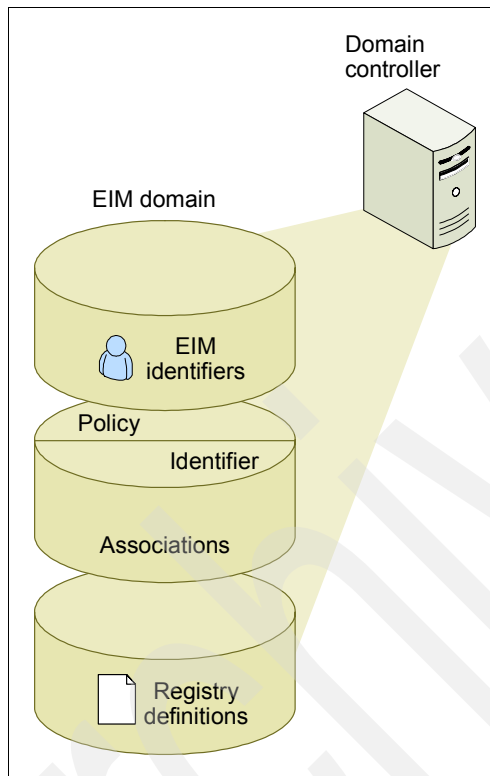 Domain
controller
EIM domain
EIM
identifiers
Policy
Identifier
Associations
Registry
definitions